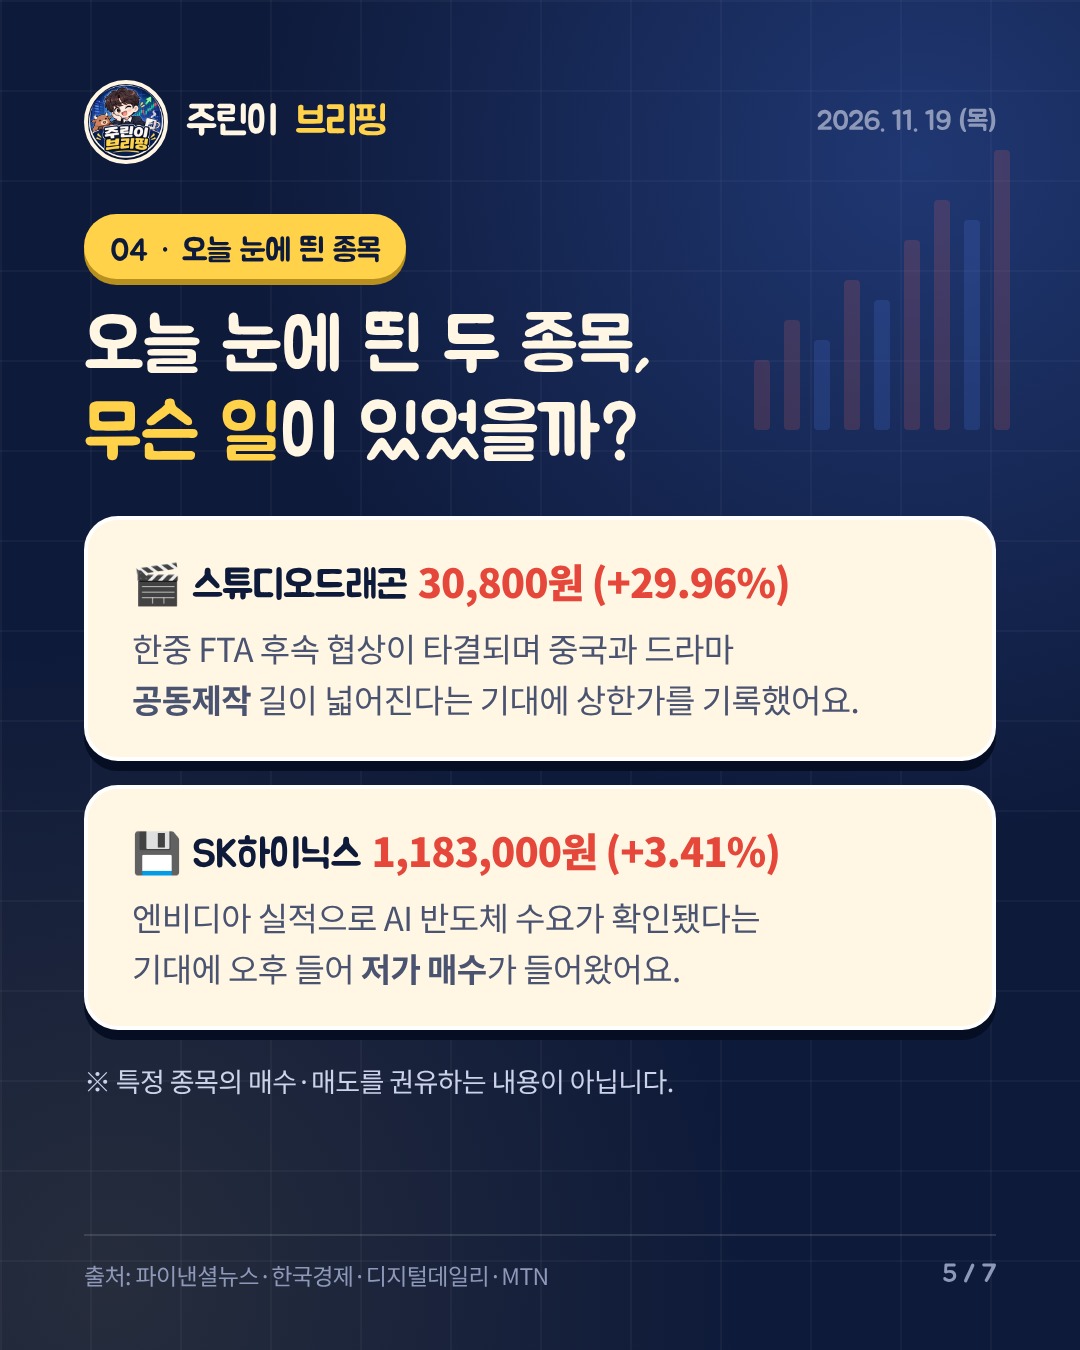 주린이 브리핑
주린이
브리핑
2026. 11. 19 (목)
04 · 오늘 눈에 띈 종목
오늘 눈에 띈 두 종목,
무슨 일이 있었을까?
스튜디오드래곤 30,800원 (+29.96%)
한중 FTA 후속 협상이 타결되며 중국과 드라마
공동제작 길이 넓어진다는 기대에 상한가를 기록했어요.
SK하이닉스 1,183,000원 (+3.41%)
엔비디아 실적으로 AI 반도체 수요가 확인됐다는
기대에 오후 들어 저가 매수가 들어왔어요.
※ 특정 종목의 매수·매도를 권유하는 내용이 아닙니다.
출처: 파이낸셜뉴스·한국경제·디지털데일리·MTN
5 / 7